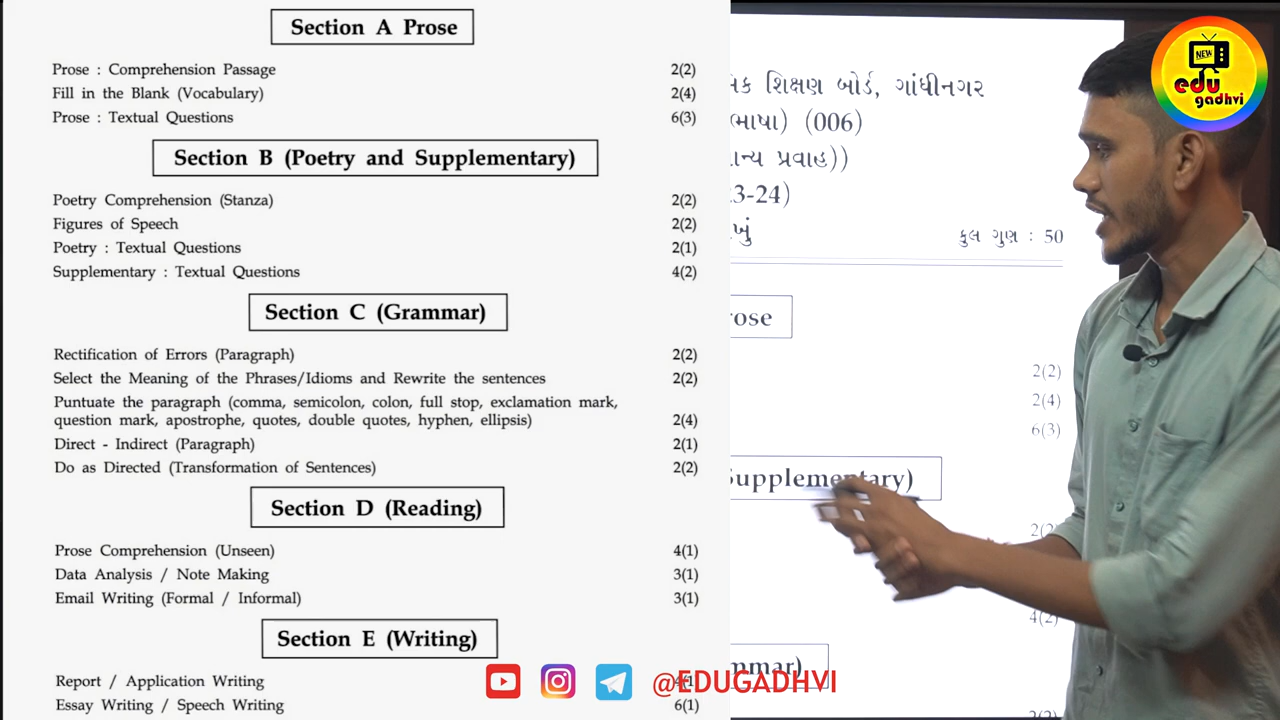 Section A Prose
Prose : Comprehension Passage 2(2)
Fill in the Blank (Vocabulary) 2(4)
Prose : Textual Questions 6(3)
Section B (Poetry and Supplementary)
Poetry Comprehension (Stanza) 2(2)
Figures of Speech 2(2)
Poetry : Textual Questions 2(1)
Supplementary : Textual Questions 4(2)
Section C (Grammar)
Rectification of Errors (Paragraph) 2(2)
Select the Meaning of the Phrases/Idioms and Rewrite the sentences 2(2)
Puntuate the paragraph (comma, semicolon, colon, full stop, exclamation mark,
question mark, apostrophe, quotes, double quotes, hyphen, ellipsis) 2(4)
Direct - Indirect (Paragraph) 2(1)
Do as Directed (Transformation of Sentences) 2(2)
Section D (Reading)
Prose Comprehension (Unseen) 4(1)
Data Analysis / Note Making 3(1)
Email Writing (Formal / Informal) 3(1)
Section E (Writing)
Report / Application Writing
Essay Writing / Speech Writing 6(1)
શિક્ષણ બોર્ડ, ગાંધીનગર
(006)
પ્રવાહ))
23-24)
કુલ ગુણ : 50
rose
2(2)
2(4)
6(3)
Supplementary)
2(2)
4(2)
mmar)
NEW
edu
gadhvi
@EDUGADHVI